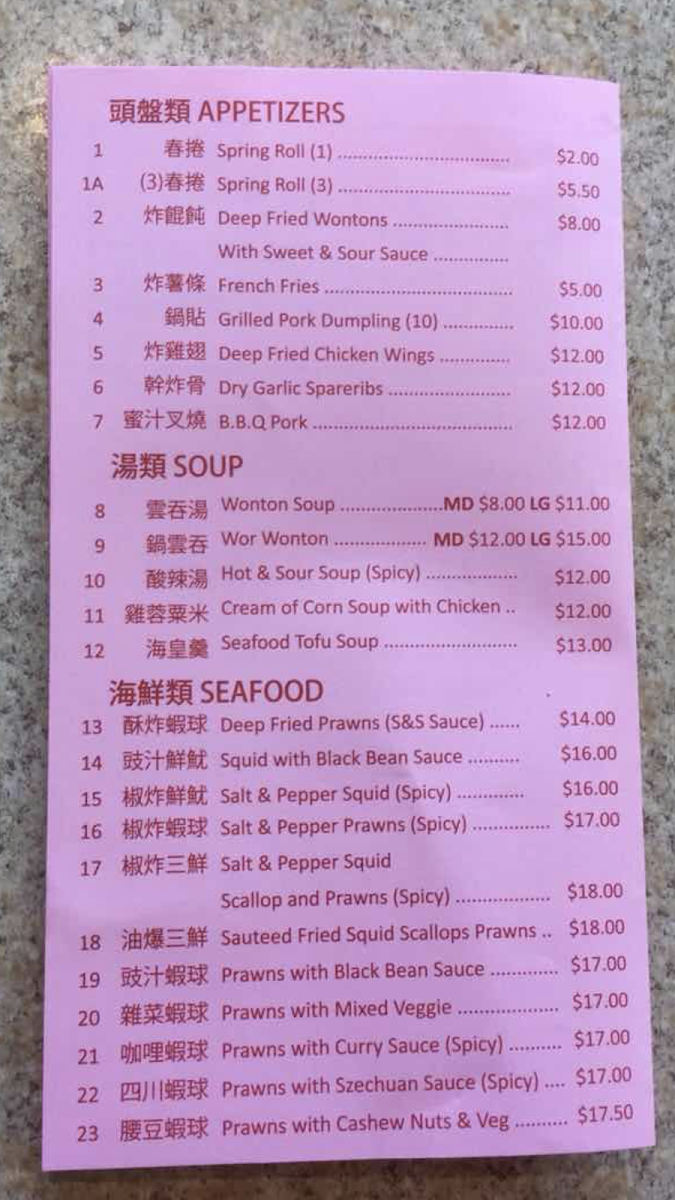 頭盤類 APPETIZERS
1 春捲 Spring Roll (1) ................................. $2.00
1A (3)春捲 Spring Roll (3) ................................. $5.50
2 炸餛飩 Deep Fried Wontons ...................... $8.00
With Sweet & Sour Sauce ..............
3 炸薯條 French Fries .................................... $5.00
4 鍋貼 Grilled Pork Dumpling (10) ............. $10.00
5 炸雞翅 Deep Fried Chicken Wings ............. $12.00
6 幹炸骨 Dry Garlic Spareribs ....................... $12.00
7 蜜汁叉燒 B.B.Q Pork ...................................... $12.00
湯類 SOUP
8 雲吞湯 Wonton Soup ....................MD $8.00 LG $11.00
9 鍋雲吞 Wor Wonton .................. MD $12.00 LG $15.00
10 酸辣湯 Hot & Sour Soup (Spicy) .................. $12.00
11 雞蓉粟米 Cream of Corn Soup with Chicken .. $12.00
12 海皇羹 Seafood Tofu Soup .......................... $13.00
海鮮類 SEAFOOD
13 酥炸蝦球 Deep Fried Prawns (S&S Sauce) ...... $14.00
14 豉汁鮮魷 Squid with Black Bean Sauce .......... $16.00
15 椒炸鮮魷 Salt & Pepper Squid (Spicy) ............. $16.00
16 椒炸蝦球 Salt & Pepper Prawns (Spicy) ............... $17.00
17 椒炸三鮮 Salt & Pepper Squid
Scallop and Prawns (Spicy) ................... $18.00
18 油爆三鮮 Sauteed Fried Squid Scallops Prawns .. $18.00
19 豉汁蝦球 Prawns with Black Bean Sauce ............. $17.00
20 雜菜蝦球 Prawns with Mixed Veggie ................... $17.00
21 咖哩蝦球 Prawns with Curry Sauce (Spicy) .......... $17.00
22 四川蝦球 Prawns with Szechuan Sauce (Spicy) .... $17.00
23 腰豆蝦球 Prawns with Cashew Nuts & Veg .......... $17.50